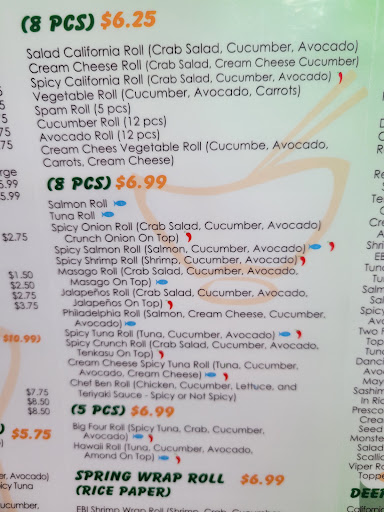 (8 PCS) $6.25
Salad California Roll (Crab Salad, Cucumber, Avocado)
Cream Cheese Roll (Crab Salad, Cream Cheese Cucumber)
Spicy California Roll (Crab Salad, Cucumber, Avocado)
Vegetable Roll (Cucumber, Avocado, Carrots)
Spam Roll (5 pcs)
Cucumber Roll (12 pcs)
Avocado Roll (12 pcs)
Cream Chees Vegetable Roll (Cucumbe, Avocado,
Carrots, Cream Cheese)
(8 PCS) $6.99
Salmon Roll
Tuna Roll
Spicy Onion Roll (Crab Salad, Cucumber, Avocado)
Crunch Onion On Top)
Spicy Salmon Roll (Salmon, Cucumber, Avocado)
Spicy Shrimp Roll (Shrimp, Cucumber, Avocado)
Masago Roll (Crab Salad, Cucumber, Avocado,
Masago On Top)
Jalapeños Roll (Crab Salad, Cucumber, Avocado,
Jalapeños On Top)
Philadelphia Roll (Salmon, Cream Cheese, Cucumber,
Avocado)
Spicy Tuna Roll (Tuna, Cucumber, Avocado)
Spicy Crunch Roll (Crab Salad, Cucumber, Avocado,
Tenkasu On Top)
Cream Cheese Spicy Tuna Roll (Tuna, Cucumber,
Avocado, Cream Cheese)
Chef Ben Roll (Chicken, Cucumber, Lettuce, and
Teriyaki Sauce - Spicy or Not Spicy)
(5 PCS) $6.99
Big Four Roll (Spicy Tuna, Crab, Cucumber,
Avocado)
Hawaii Roll (Tuna, Cucumber, Avocado,
Amond On Top)
SPRING WRAP ROLL $6.99
(RICE PAPER)
EBI Shrimp Wrap Roll (Shrimp, Crab, Cucumber,
$2.75
$1.50
$2.50
$2.75
$3.75
$10.99)
$7.75
$8.50
$8.50
$5.75